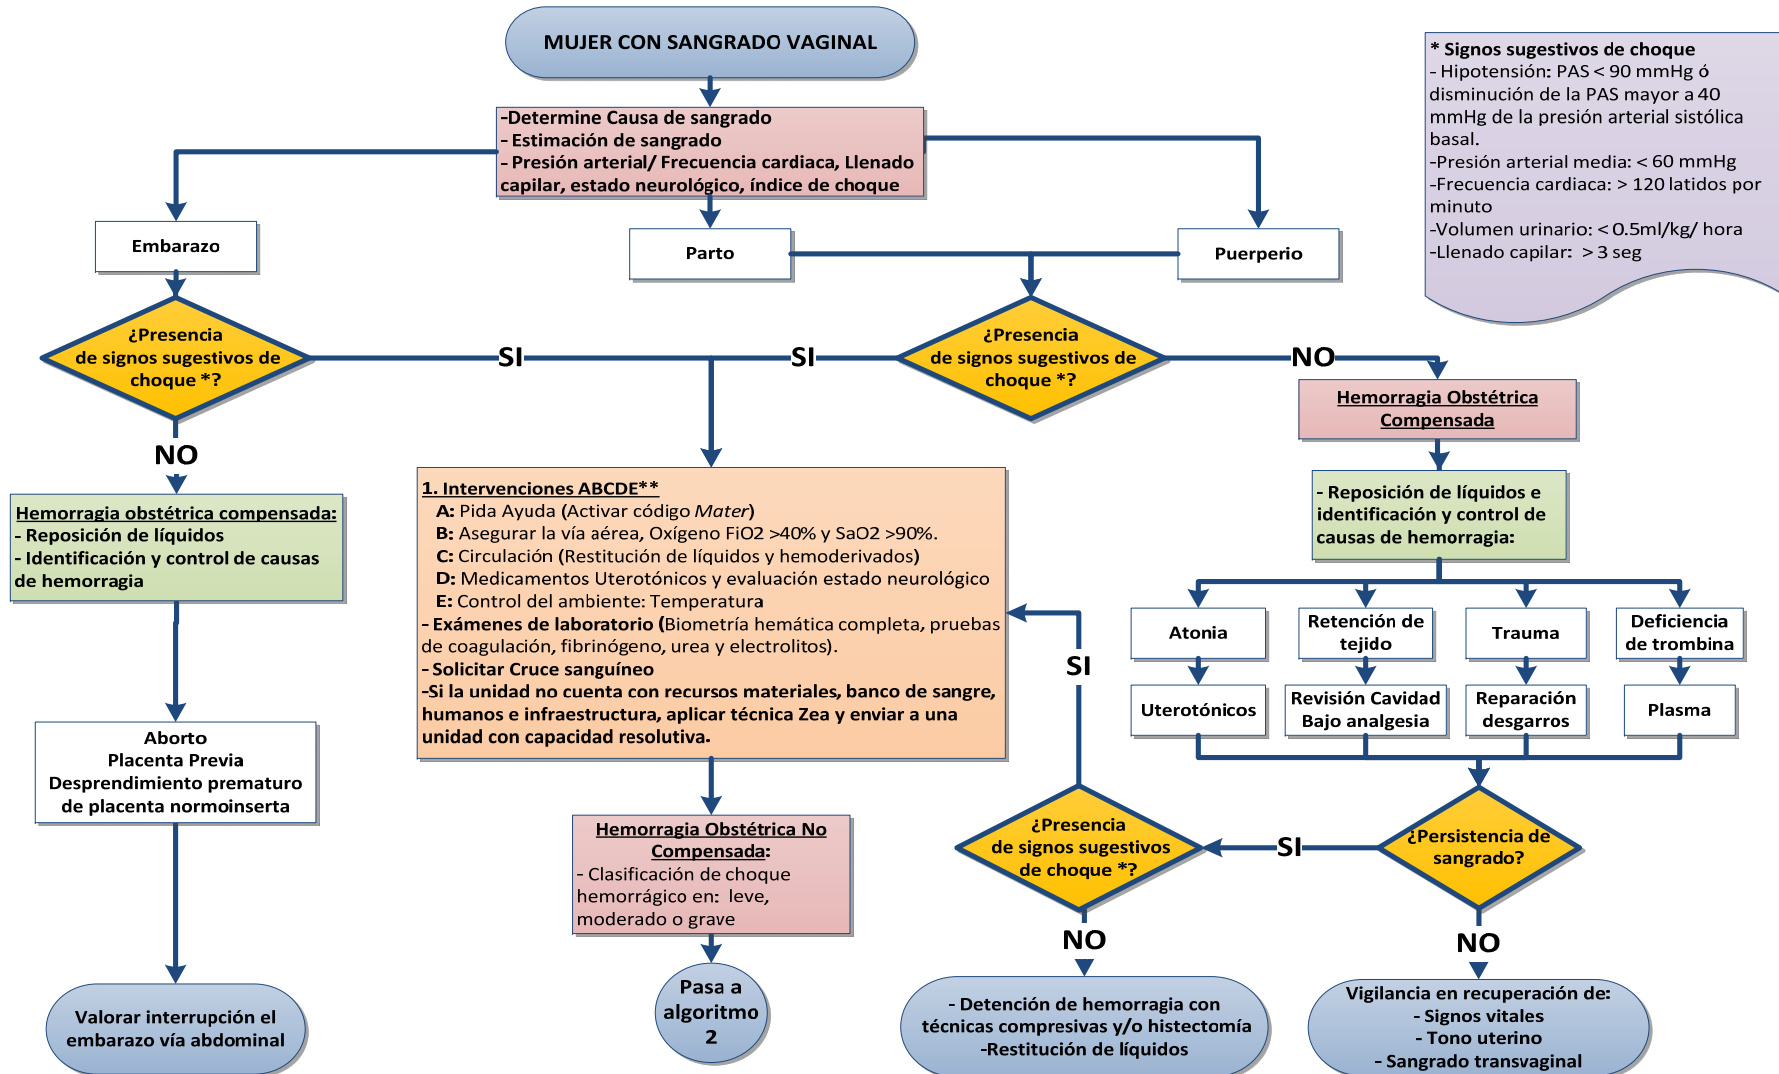 MUJER CON SANGRADO VAGINAL
-Determine Causa de sangrado
- Estimación de sangrado
- Presión arterial/ Frecuencia cardiaca, Llenado
capilar, estado neurológico, índice de choque
* Signos sugestivos de choque
- Hipotensión: PAS < 90 mmHg ó
disminución de la PAS mayor a 40
mmHg de la presión arterial sistólica
basal.
-Presión arterial media: < 60 mmHg
-Frecuencia cardiaca: > 120 latidos por
minuto
-Volumen urinario: < 0.5ml/kg/ hora
-Llenado capilar: > 3 seg
Embarazo
Parto
Puerperio
¿Presencia
de signos sugestivos de
choque *?
SI
SI
¿Presencia
de signos sugestivos de
choque *?
NO
NO
Hemorragia obstétrica compensada:
- Reposición de líquidos
- Identificación y control de causas
de hemorragia
Aborto
Placenta Previa
Desprendimiento prematuro
de placenta normoinserta
Valorar interrupción el
embarazo vía abdominal
1. Intervenciones ABCDE**
A: Pida Ayuda (Activar código Mater)
B: Asegurar la vía aérea, Oxígeno FiO2 >40% y SaO2 >90%.
C: Circulación (Restitución de líquidos y hemoderivados)
D: Medicamentos Uterotónicos y evaluación estado neurológico
E: Control del ambiente: Temperatura
- Exámenes de laboratorio (Biometría hemática completa, pruebas
de coagulación, fibrinógeno, urea y electrolitos).
- Solicitar Cruce sanguíneo
-Si la unidad no cuenta con recursos materiales, banco de sangre,
humanos e infraestructura, aplicar técnica Zea y enviar a una
unidad con capacidad resolutiva.
Hemorragia Obstétrica No
Compensada:
- Clasificación de choque
hemorrágico en: leve,
moderado o grave
Pasa a
algoritmo
2
Hemorragia Obstétrica
Compensada
- Reposición de líquidos e
identificación y control de
causas de hemorragia:
Atonia
Retención de
tejido
Trauma
Deficiencia
de trombina
Uterotónicos
Revisión Cavidad
Bajo analgesia
Reparación
desgarros
Plasma
SI
¿Presencia
de signos sugestivos
de choque *?
SI
¿Persistencia de
sangrado?
NO
NO
- Detención de hemorragia con
técnicas compresivas y/o histectomía
-Restitución de líquidos
Vigilancia en recuperación de:
- Signos vitales
- Tono uterino
- Sangrado transvaginal